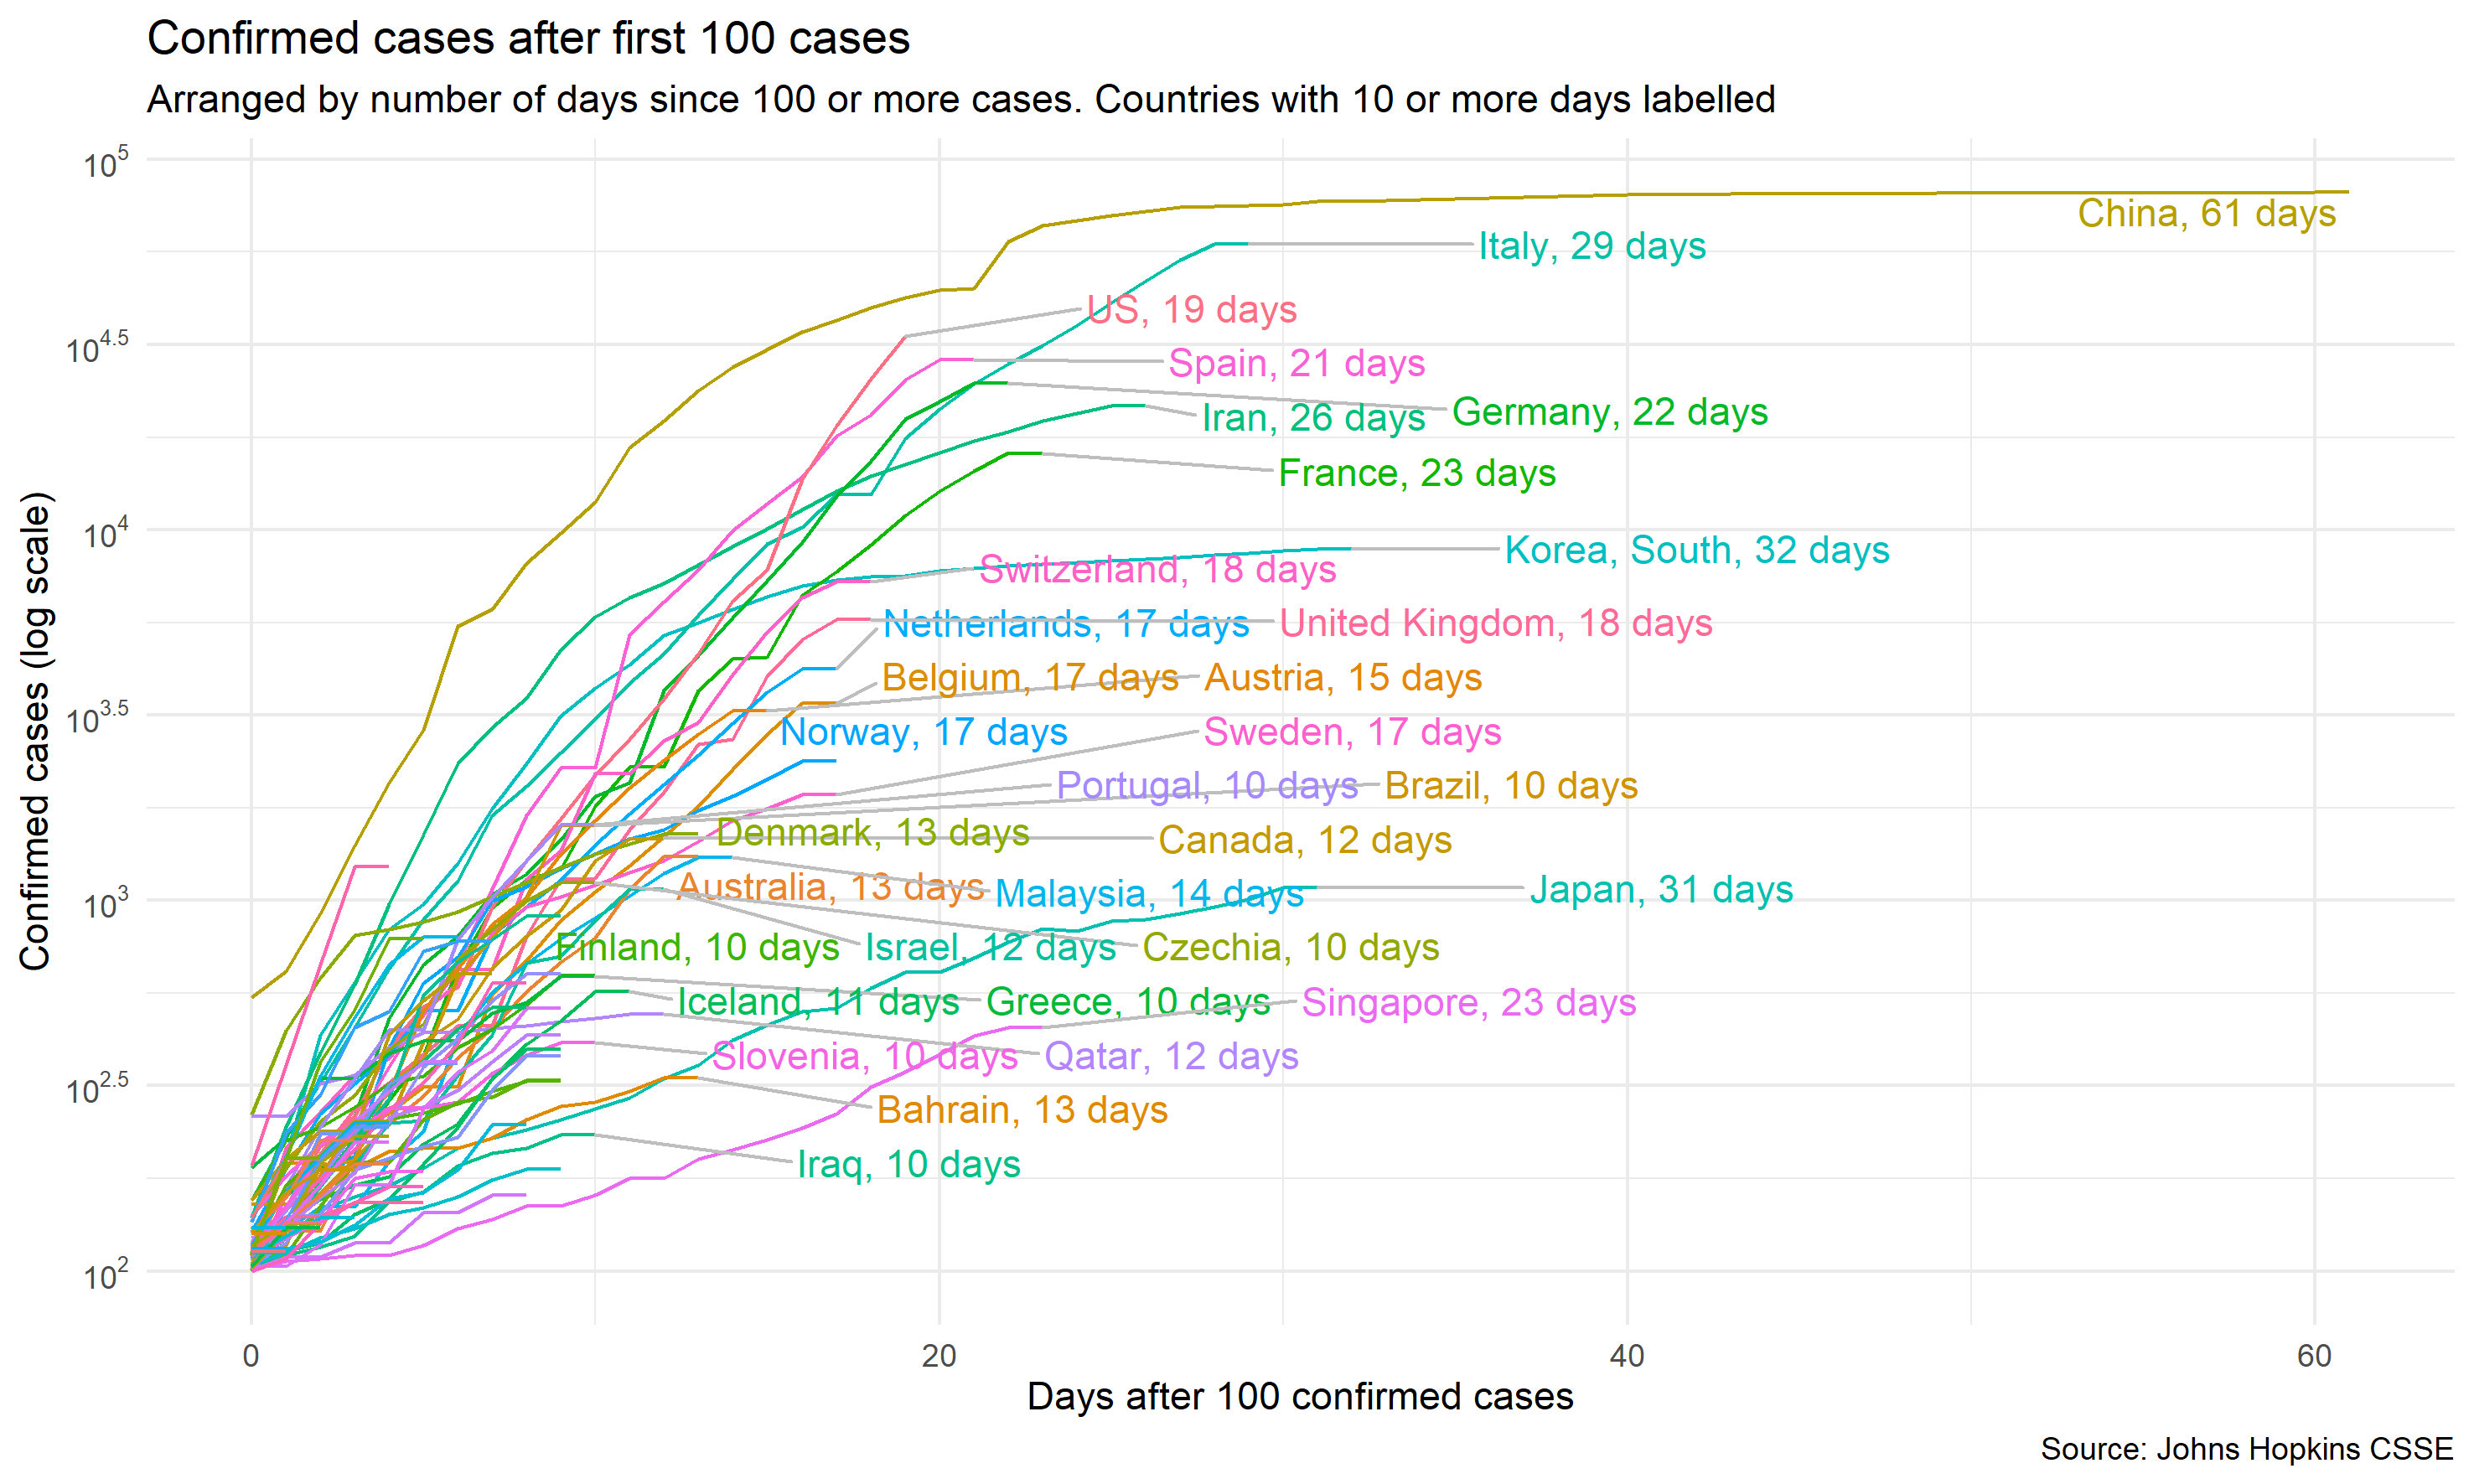 Confirmed cases after first 100 cases
Arranged by number of days since 100 or more cases. Countries with 10 or more days labelled
Confirmed cases (log scale)
10^5
10^4.5
10^4
10^3.5
10^3
10^2.5
10^2
China, 61 days
Italy, 29 days
US, 19 days
Spain, 21 days
Germany, 22 days
Iran, 26 days
France, 23 days
Korea, South, 32 days
Switzerland, 18 days
Netherlands, 17 days
United Kingdom, 18 days
Belgium, 17 days
Austria, 15 days
Norway, 17 days
Sweden, 17 days
Portugal, 10 days
Brazil, 10 days
Denmark, 13 days
Canada, 12 days
Australia, 13 days
Malaysia, 14 days
Japan, 31 days
Finland, 10 days
Israel, 12 days
Czechia, 10 days
Iceland, 11 days
Greece, 10 days
Singapore, 23 days
Slovenia, 10 days
Qatar, 12 days
Bahrain, 13 days
Iraq, 10 days
0
20
40
60
Days after 100 confirmed cases
Source: Johns Hopkins CSSE